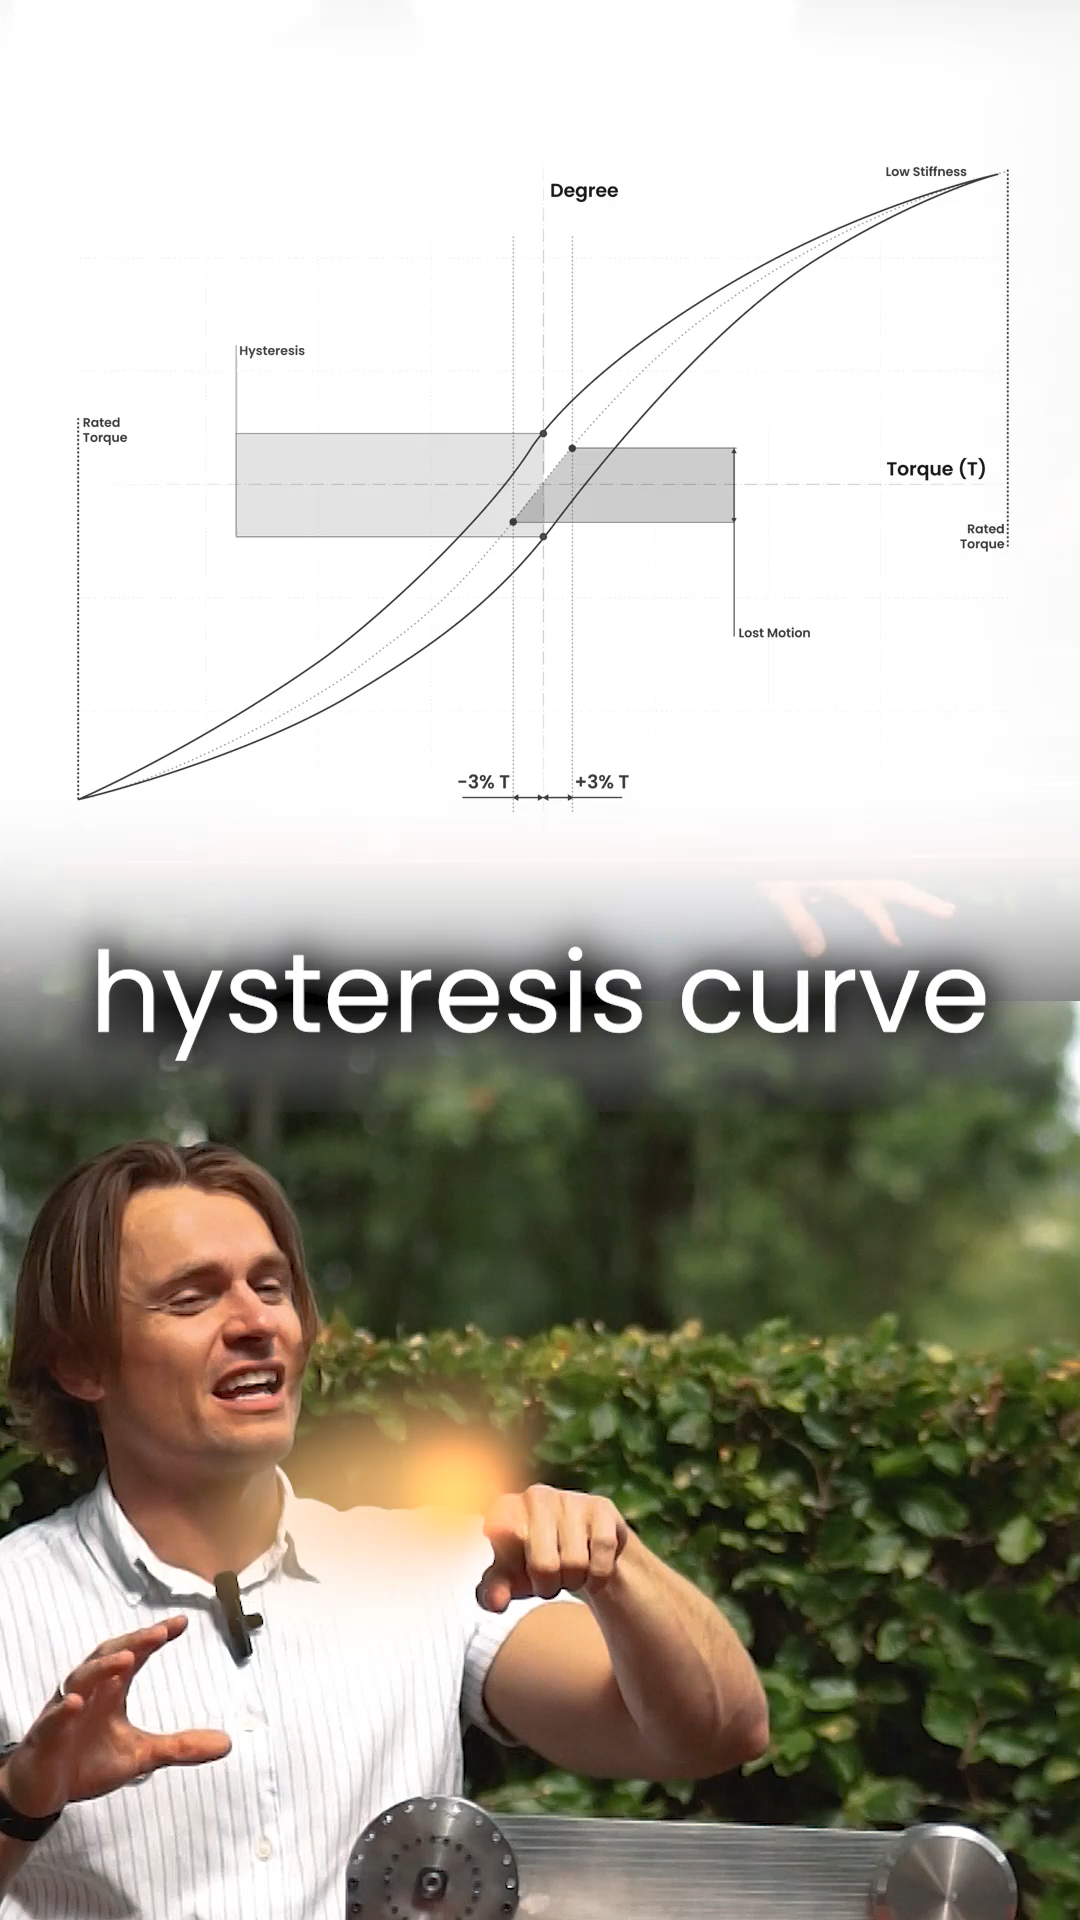 Degree
Low Stiffness
Hysteresis
Rated
Torque
Torque (T)
Rated
Torque
Lost Motion
-3% T
+3% T
hysteresis curve